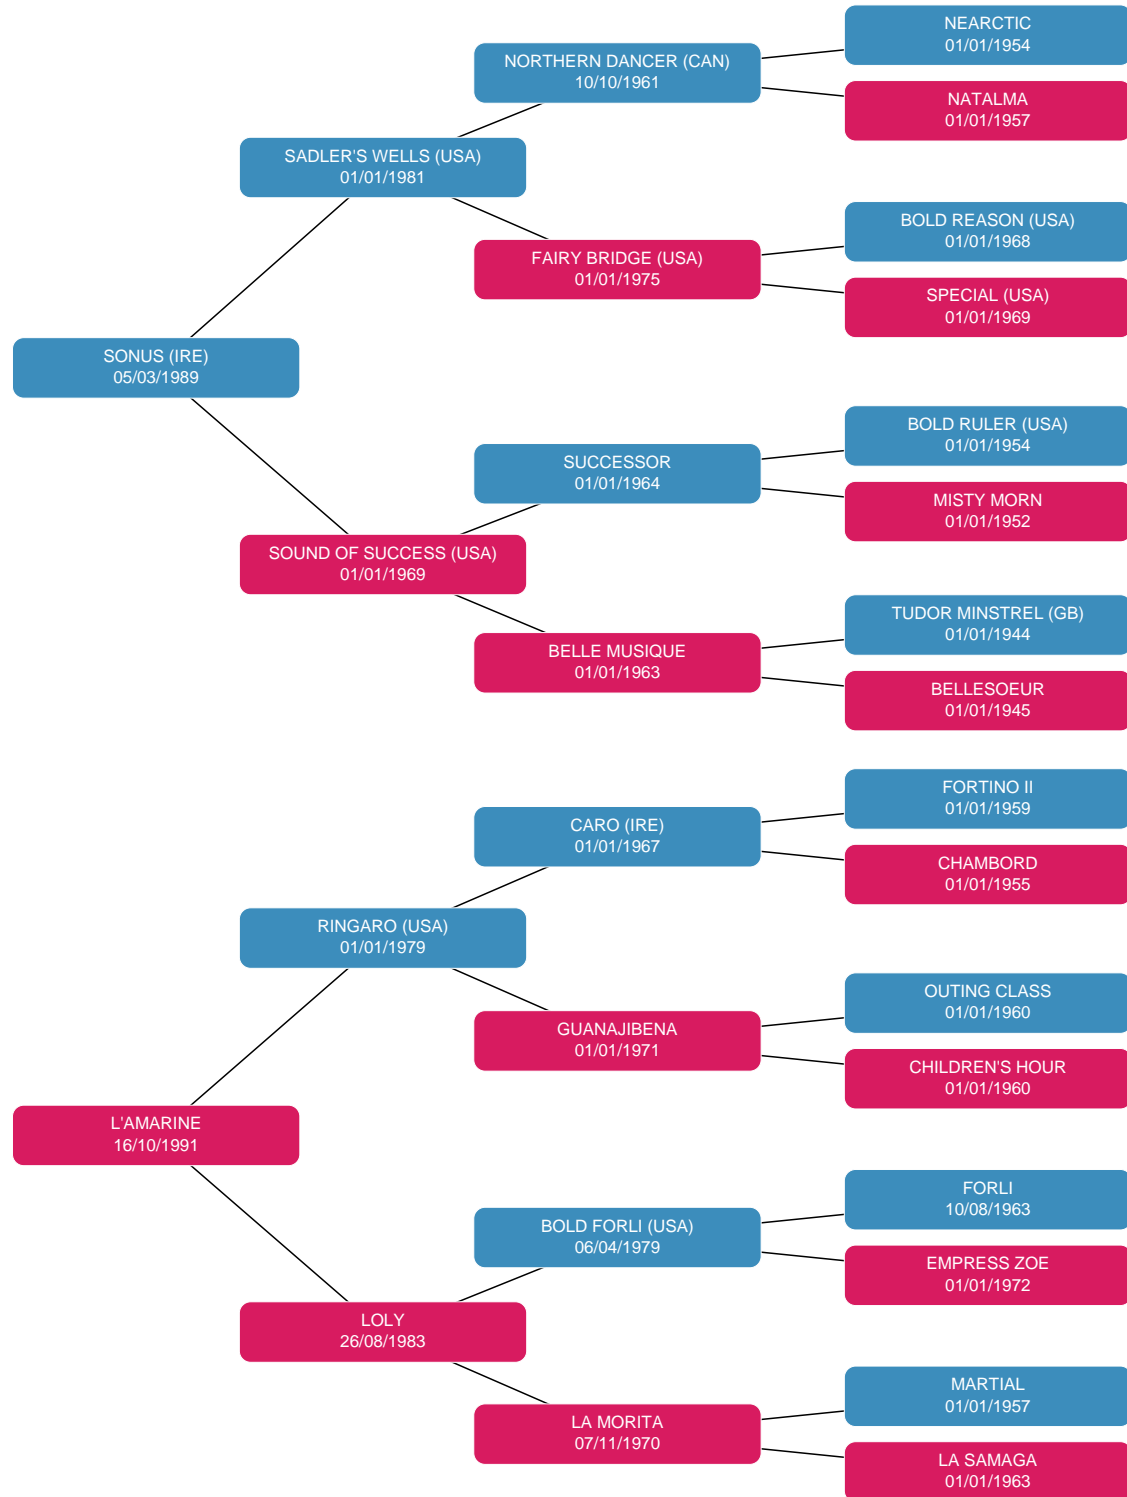 NEARCTIC
01/01/1954
NORTHERN DANCER (CAN)
10/10/1961
NATALMA
01/01/1957
SADLER'S WELLS (USA)
01/01/1981
BOLD REASON (USA)
01/01/1968
FAIRY BRIDGE (USA)
01/01/1975
SPECIAL (USA)
01/01/1969
SONUS (IRE)
05/03/1989
BOLD RULER (USA)
01/01/1954
SUCCESSOR
01/01/1964
MISTY MORN
01/01/1952
SOUND OF SUCCESS (USA)
01/01/1969
TUDOR MINSTREL (GB)
01/01/1944
BELLE MUSIQUE
01/01/1963
BELLESOEUR
01/01/1945
FORTINO II
01/01/1959
CARO (IRE)
01/01/1967
CHAMBORD
01/01/1955
RINGARO (USA)
01/01/1979
OUTING CLASS
01/01/1960
GUANAJIBENA
01/01/1971
CHILDREN'S HOUR
01/01/1960
L'AMARINE
16/10/1991
FORLI
10/08/1963
BOLD FORLI (USA)
06/04/1979
EMPRESS ZOE
01/01/1972
LOLY
26/08/1983
MARTIAL
01/01/1957
LA MORITA
07/11/1970
LA SAMAGA
01/01/1963